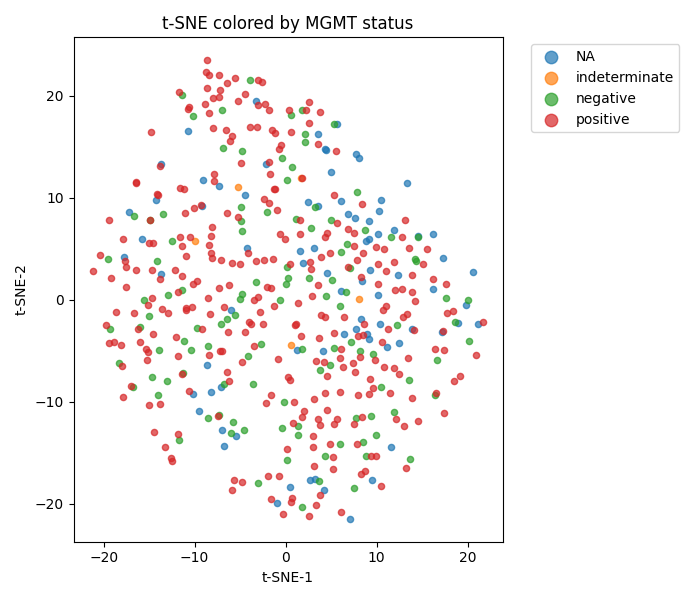 t-SNE colored by MGMT status
NA
indeterminate
negative
positive
t-SNE-2
20
10
0
−10
−20
−20
−10
0
10
20
t-SNE-1